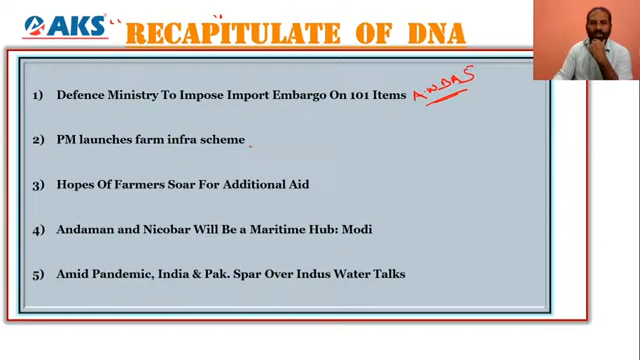 AKS
RECAPITULATE OF DNA
1) Defence Ministry To Impose Import Embargo On 101 Items
2) PM launches farm infra scheme
3) Hopes Of Farmers Soar For Additional Aid
4) Andaman and Nicobar Will Be a Maritime Hub: Modi
5) Amid Pandemic, India & Pak. Spar Over Indus Water Talks